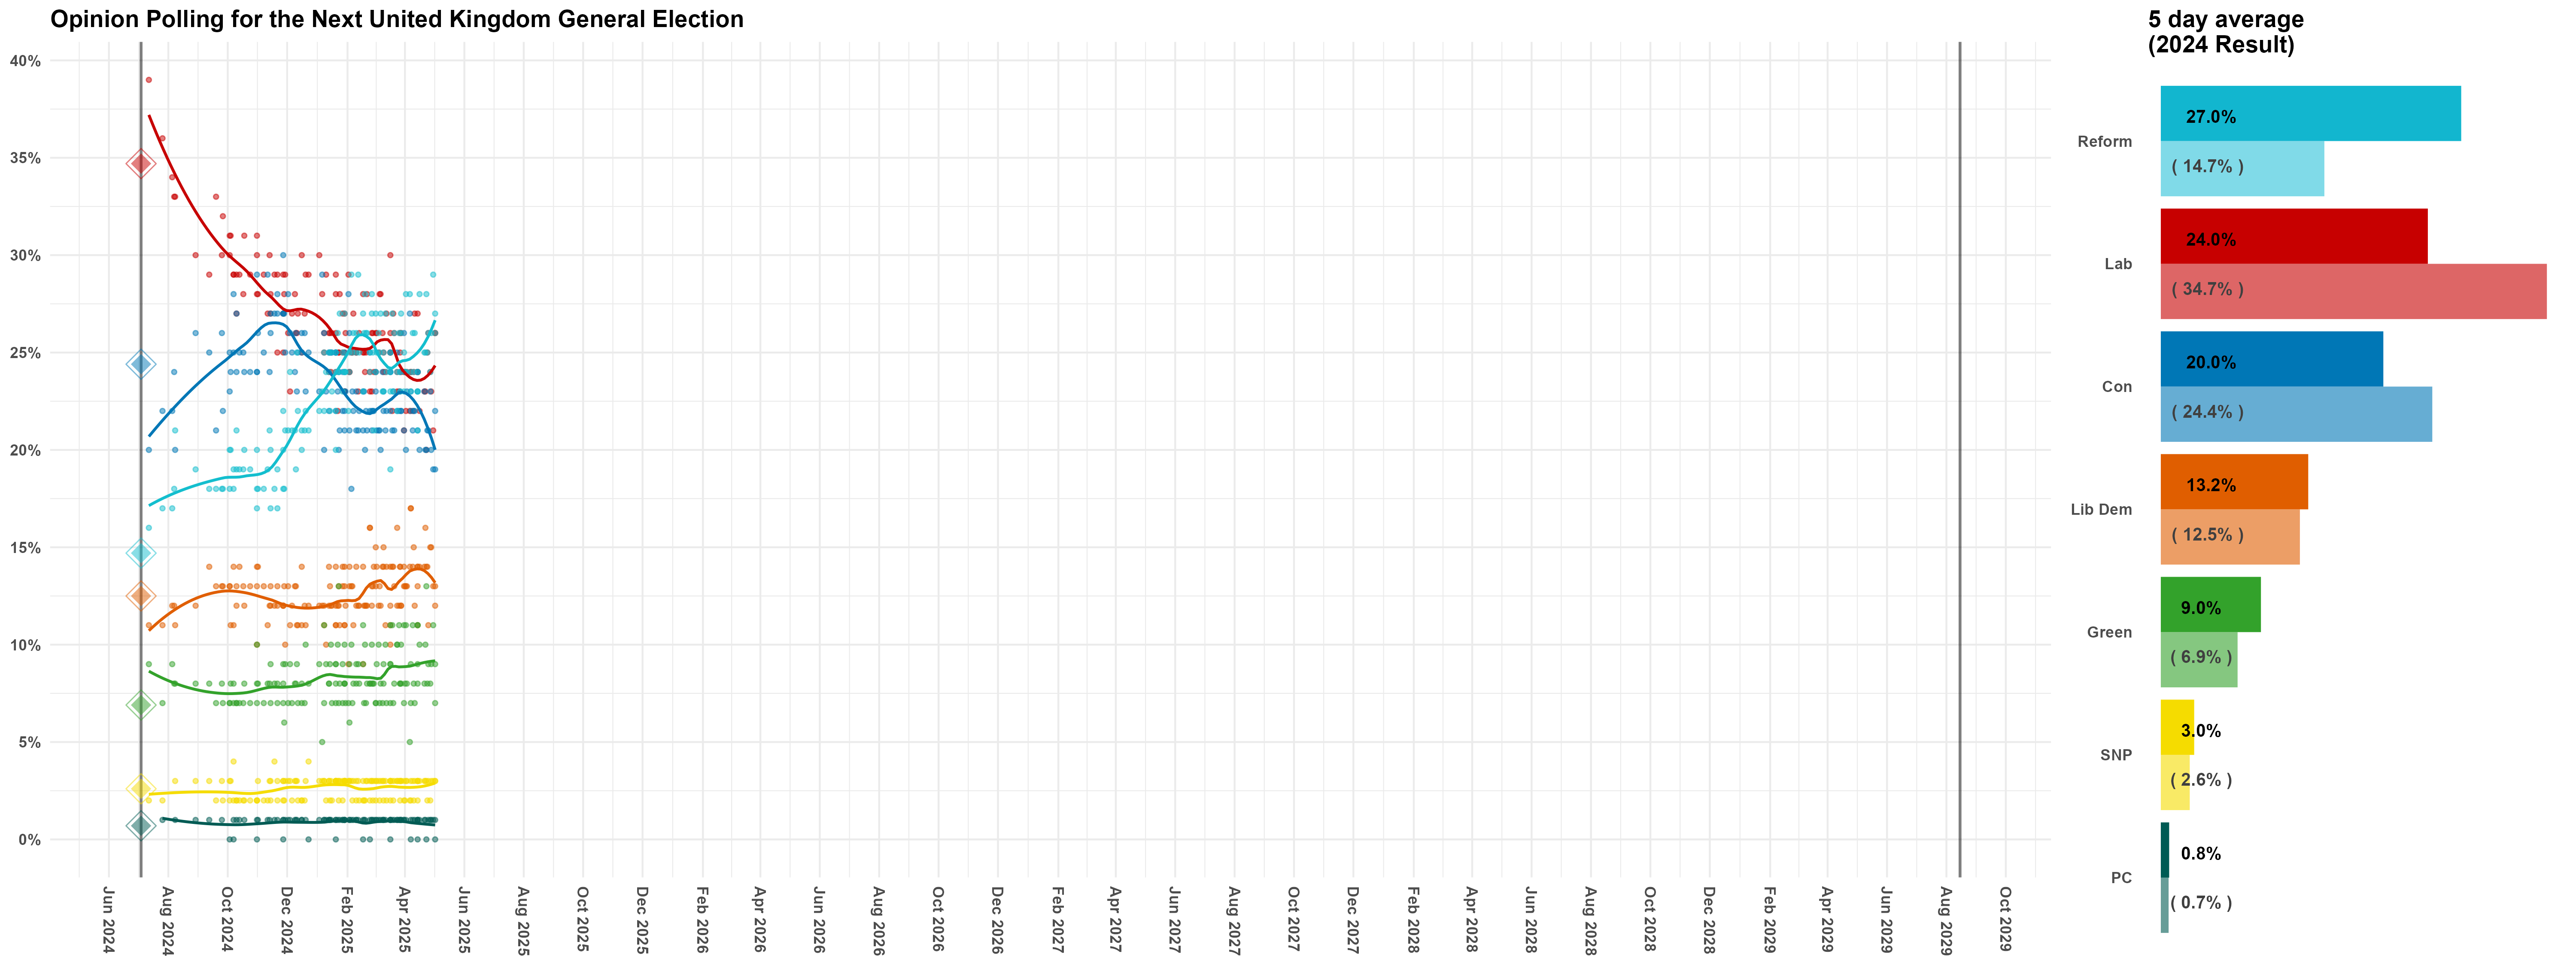 Opinion Polling for the Next United Kingdom General Election
40%
35%
30%
25%
20%
15%
10%
5%
0%
Jun 2024
Aug 2024
Oct 2024
Dec 2024
Feb 2025
Apr 2025
Jun 2025
Aug 2025
Oct 2025
Dec 2025
Feb 2026
Apr 2026
Jun 2026
Aug 2026
Oct 2026
Dec 2026
Feb 2027
Apr 2027
Jun 2027
Aug 2027
Oct 2027
Dec 2027
Feb 2028
Apr 2028
Jun 2028
Aug 2028
Oct 2028
Dec 2028
Feb 2029
Apr 2029
Jun 2029
Aug 2029
Oct 2029
5 day average
(2024 Result)
Reform
27.0%
( 14.7% )
Lab
24.0%
( 34.7% )
Con
20.0%
( 24.4% )
Lib Dem
13.2%
( 12.5% )
Green
9.0%
( 6.9% )
SNP
3.0%
( 2.6% )
PC
0.8%
( 0.7% )